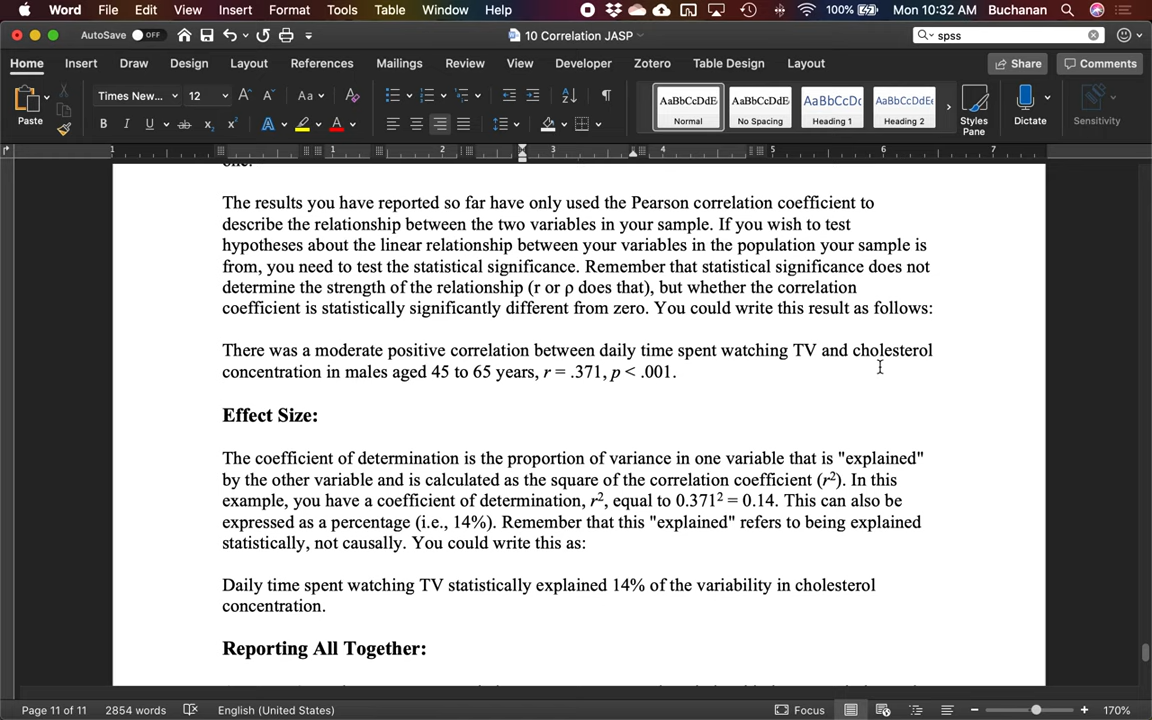 Word File Edit View Insert Format Tools Table Window Help 100% Mon 10:32 AM Buchanan
AutoSave OFF 10 Correlation JASP spss
Home Insert Draw Design Layout References Mailings Review View Developer Zotero Table Design Layout Share Comments
Paste Times New... 12 Aa AaBbCcDdE Normal AaBbCcDdE No Spacing AaBbCcDc Heading 1 AaBbCcDdE Heading 2 Styles Pane Dictate Sensitivity
1 1 2 3 4 5 6 7
one.
The results you have reported so far have only used the Pearson correlation coefficient to
describe the relationship between the two variables in your sample. If you wish to test
hypotheses about the linear relationship between your variables in the population your sample is
from, you need to test the statistical significance. Remember that statistical significance does not
determine the strength of the relationship (r or ρ does that), but whether the correlation
coefficient is statistically significantly different from zero. You could write this result as follows:
There was a moderate positive correlation between daily time spent watching TV and cholesterol
concentration in males aged 45 to 65 years, r = .371, p < .001.
Effect Size:
The coefficient of determination is the proportion of variance in one variable that is "explained"
by the other variable and is calculated as the square of the correlation coefficient (r²). In this
example, you have a coefficient of determination, r², equal to 0.371² = 0.14. This can also be
expressed as a percentage (i.e., 14%). Remember that this "explained" refers to being explained
statistically, not causally. You could write this as:
Daily time spent watching TV statistically explained 14% of the variability in cholesterol
concentration.
Reporting All Together:
Page 11 of 11 2854 words English (United States) Focus 170%